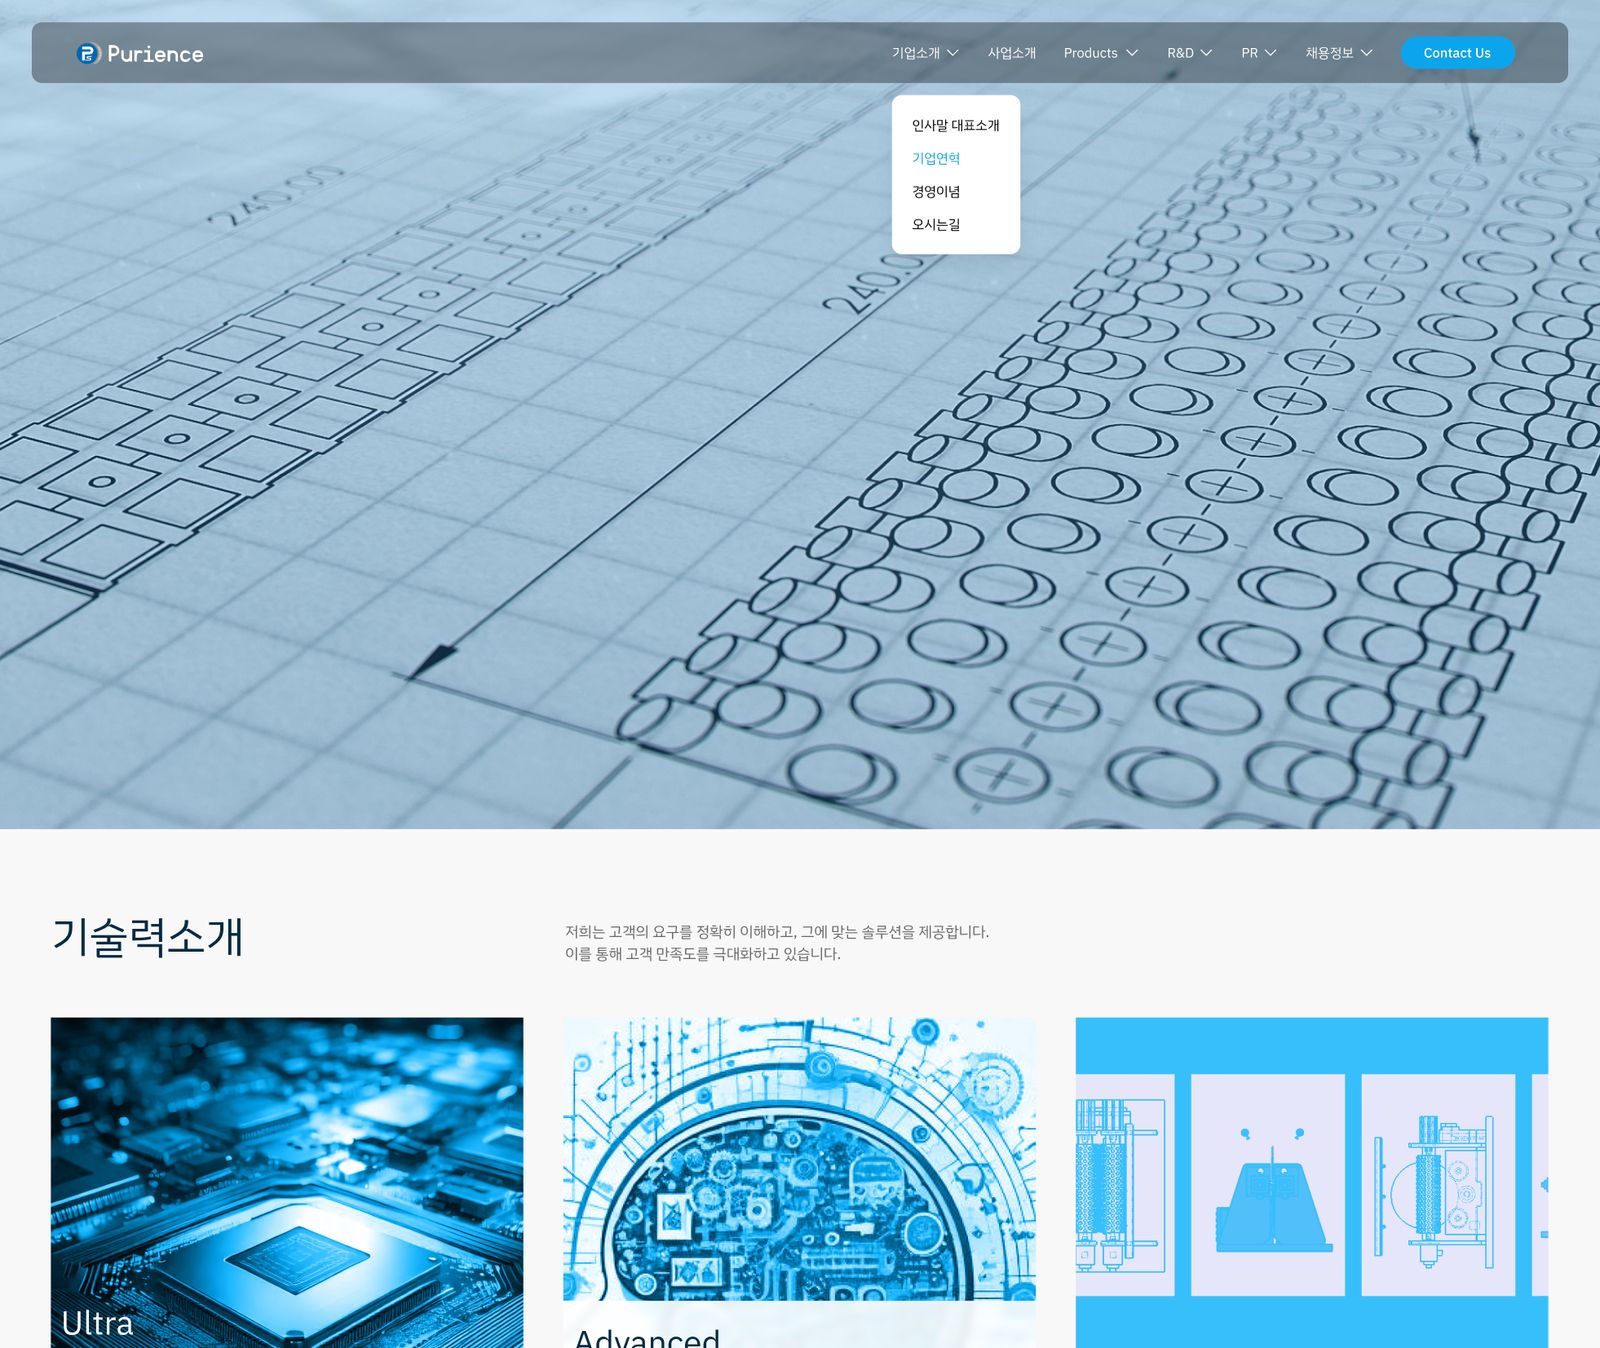 Purience
기업소개
사업소개
Products
R&D
PR
채용정보
Contact Us
인사말 대표소개
기업연혁
경영이념
오시는길
240.00
240.0
기술력소개
저희는 고객의 요구를 정확히 이해하고, 그에 맞는 솔루션을 제공합니다.
이를 통해 고객 만족도를 극대화하고 있습니다.
Ultra
Advanced